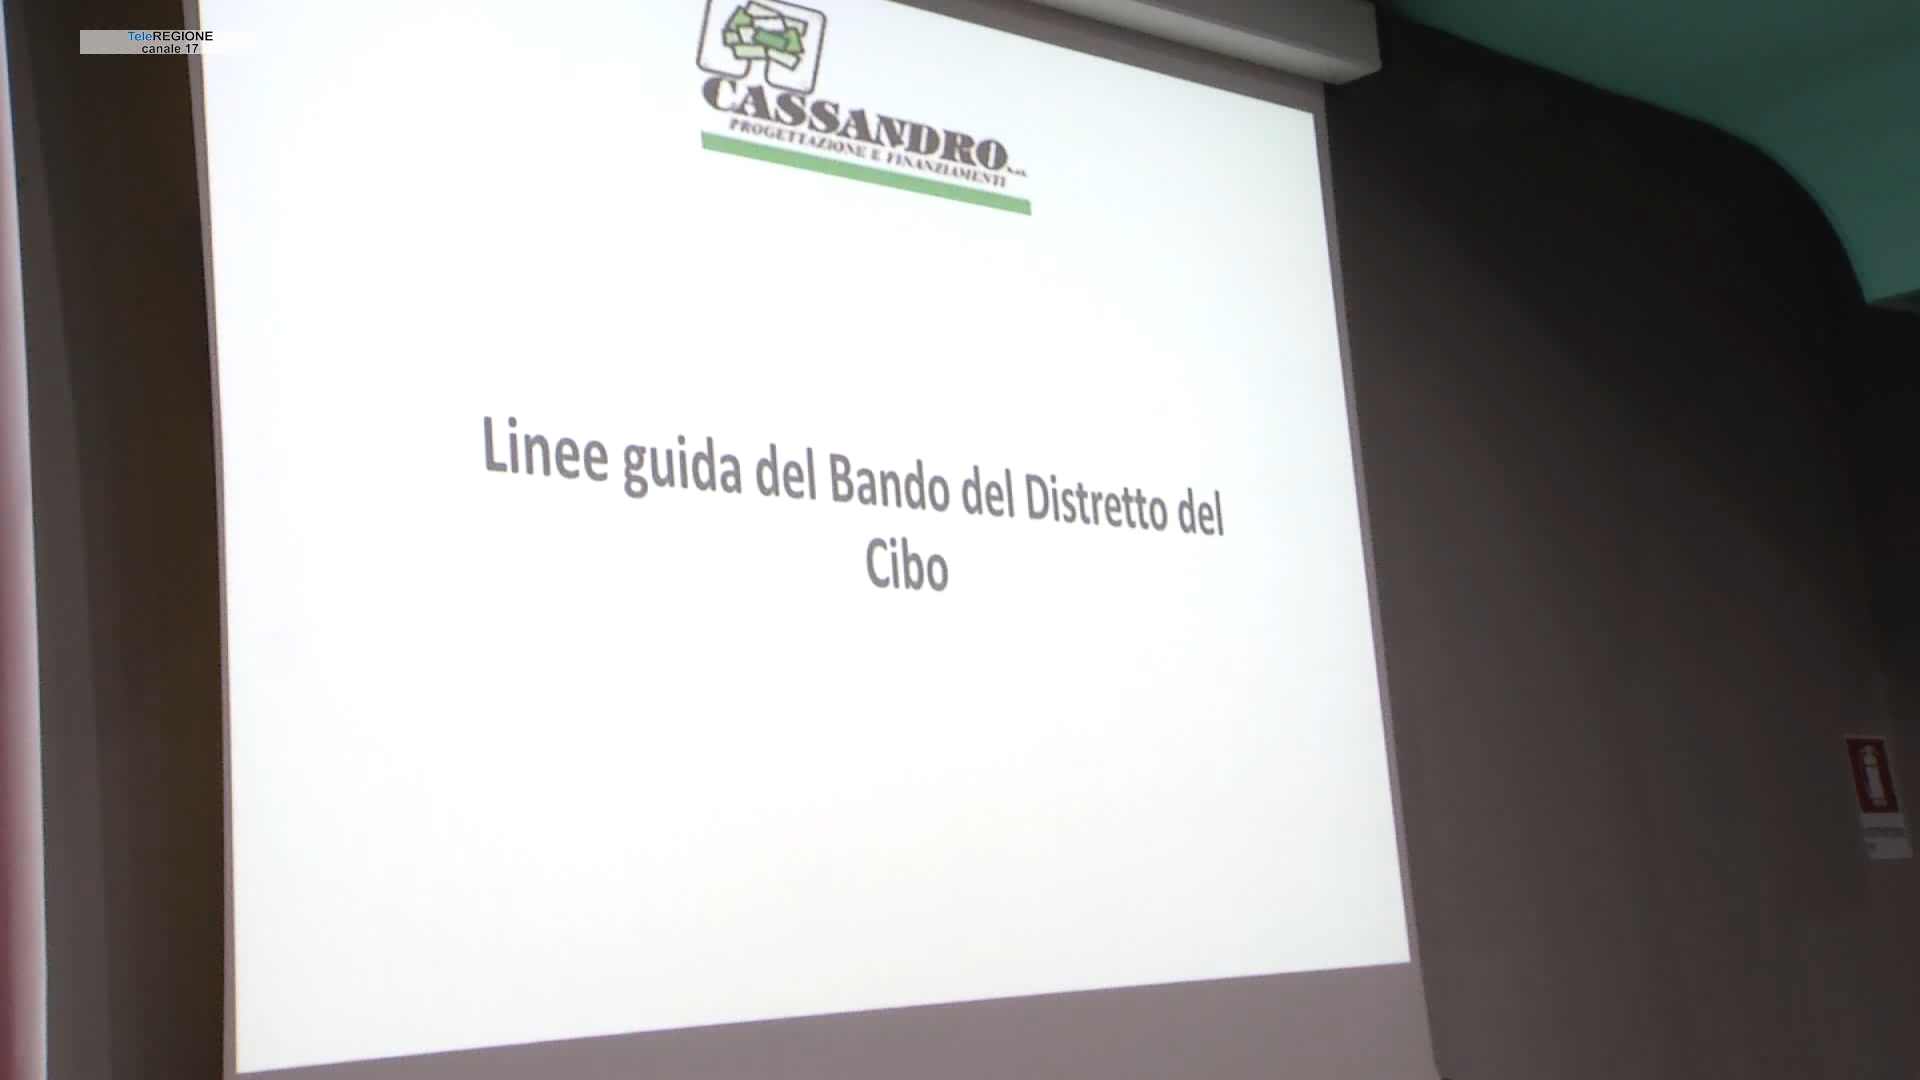 TeleREGIONE
canale 17
CASSANDRO
PROGETTAZIONE E FINANZIAMENTI
Linee guida del Bando del Distretto del
Cibo